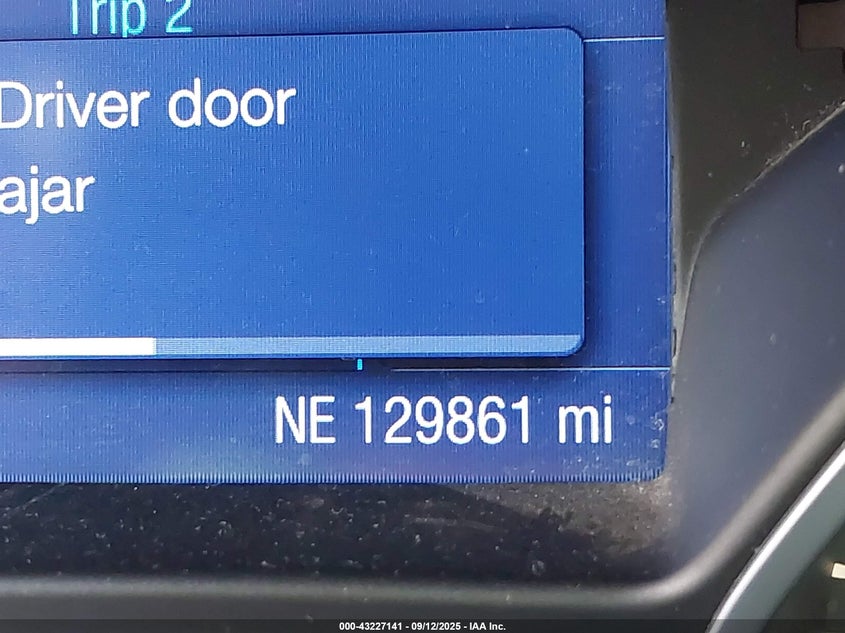 Trip 2
Driver door
ajar
NE 129861 mi
000-43227141 - 09/12/2025 - IAA Inc.